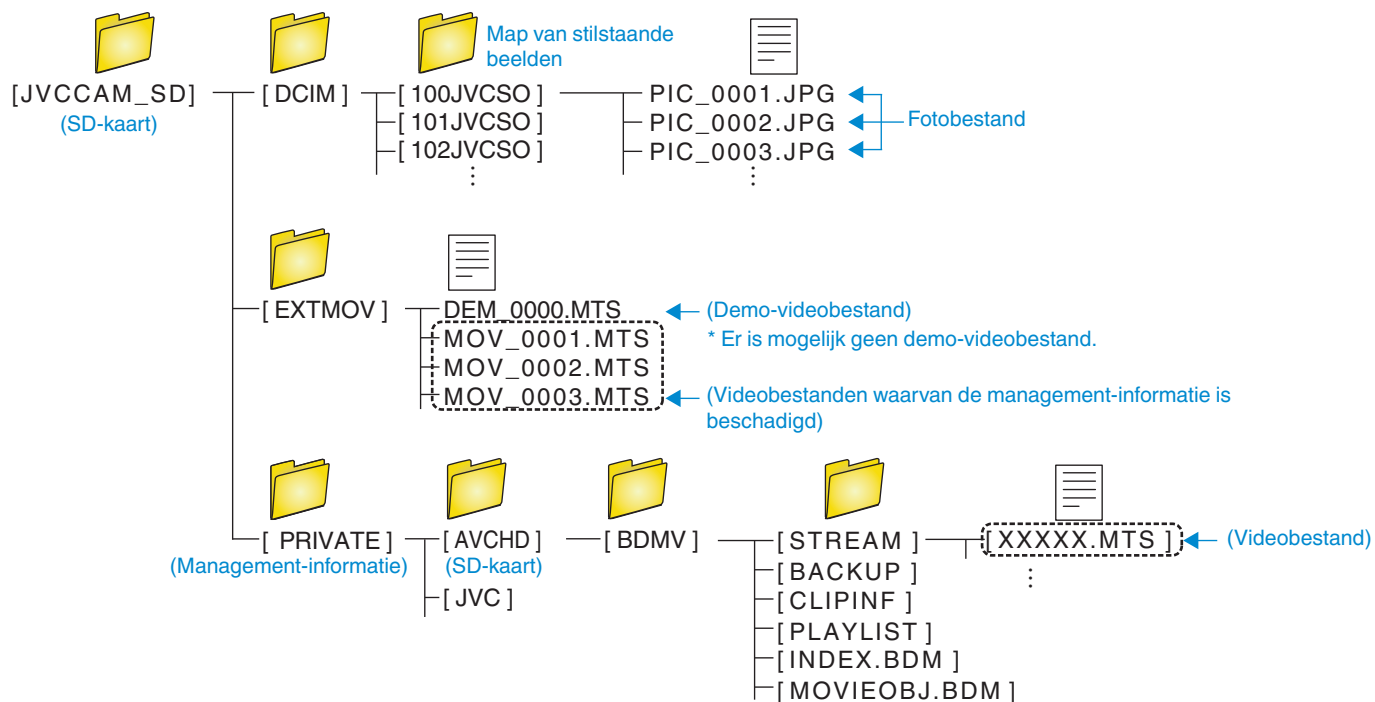 Map van stilstaande
beelden
[JVCCAM_SD]
(SD-kaart)
[ DCIM ]
[ 100JVCSO ]
[ 101JVCSO ]
[ 102JVCSO ]
PIC_0001.JPG
PIC_0002.JPG
PIC_0003.JPG
Fotobestand
[ EXTMOV ]
DEM_0000.MTS
MOV_0001.MTS
MOV_0002.MTS
MOV_0003.MTS
(Demo-videobestand)
* Er is mogelijk geen demo-videobestand.
(Videobestanden waarvan de management-informatie is
beschadigd)
[ PRIVATE ]
(Management-informatie)
[ AVCHD ]
(SD-kaart)
[ JVC ]
[ BDMV ]
[ STREAM ]
[ BACKUP ]
[ CLIPINF ]
[ PLAYLIST ]
[ INDEX.BDM ]
[ MOVIEOBJ.BDM ]
[ XXXXX.MTS ]
(Videobestand)